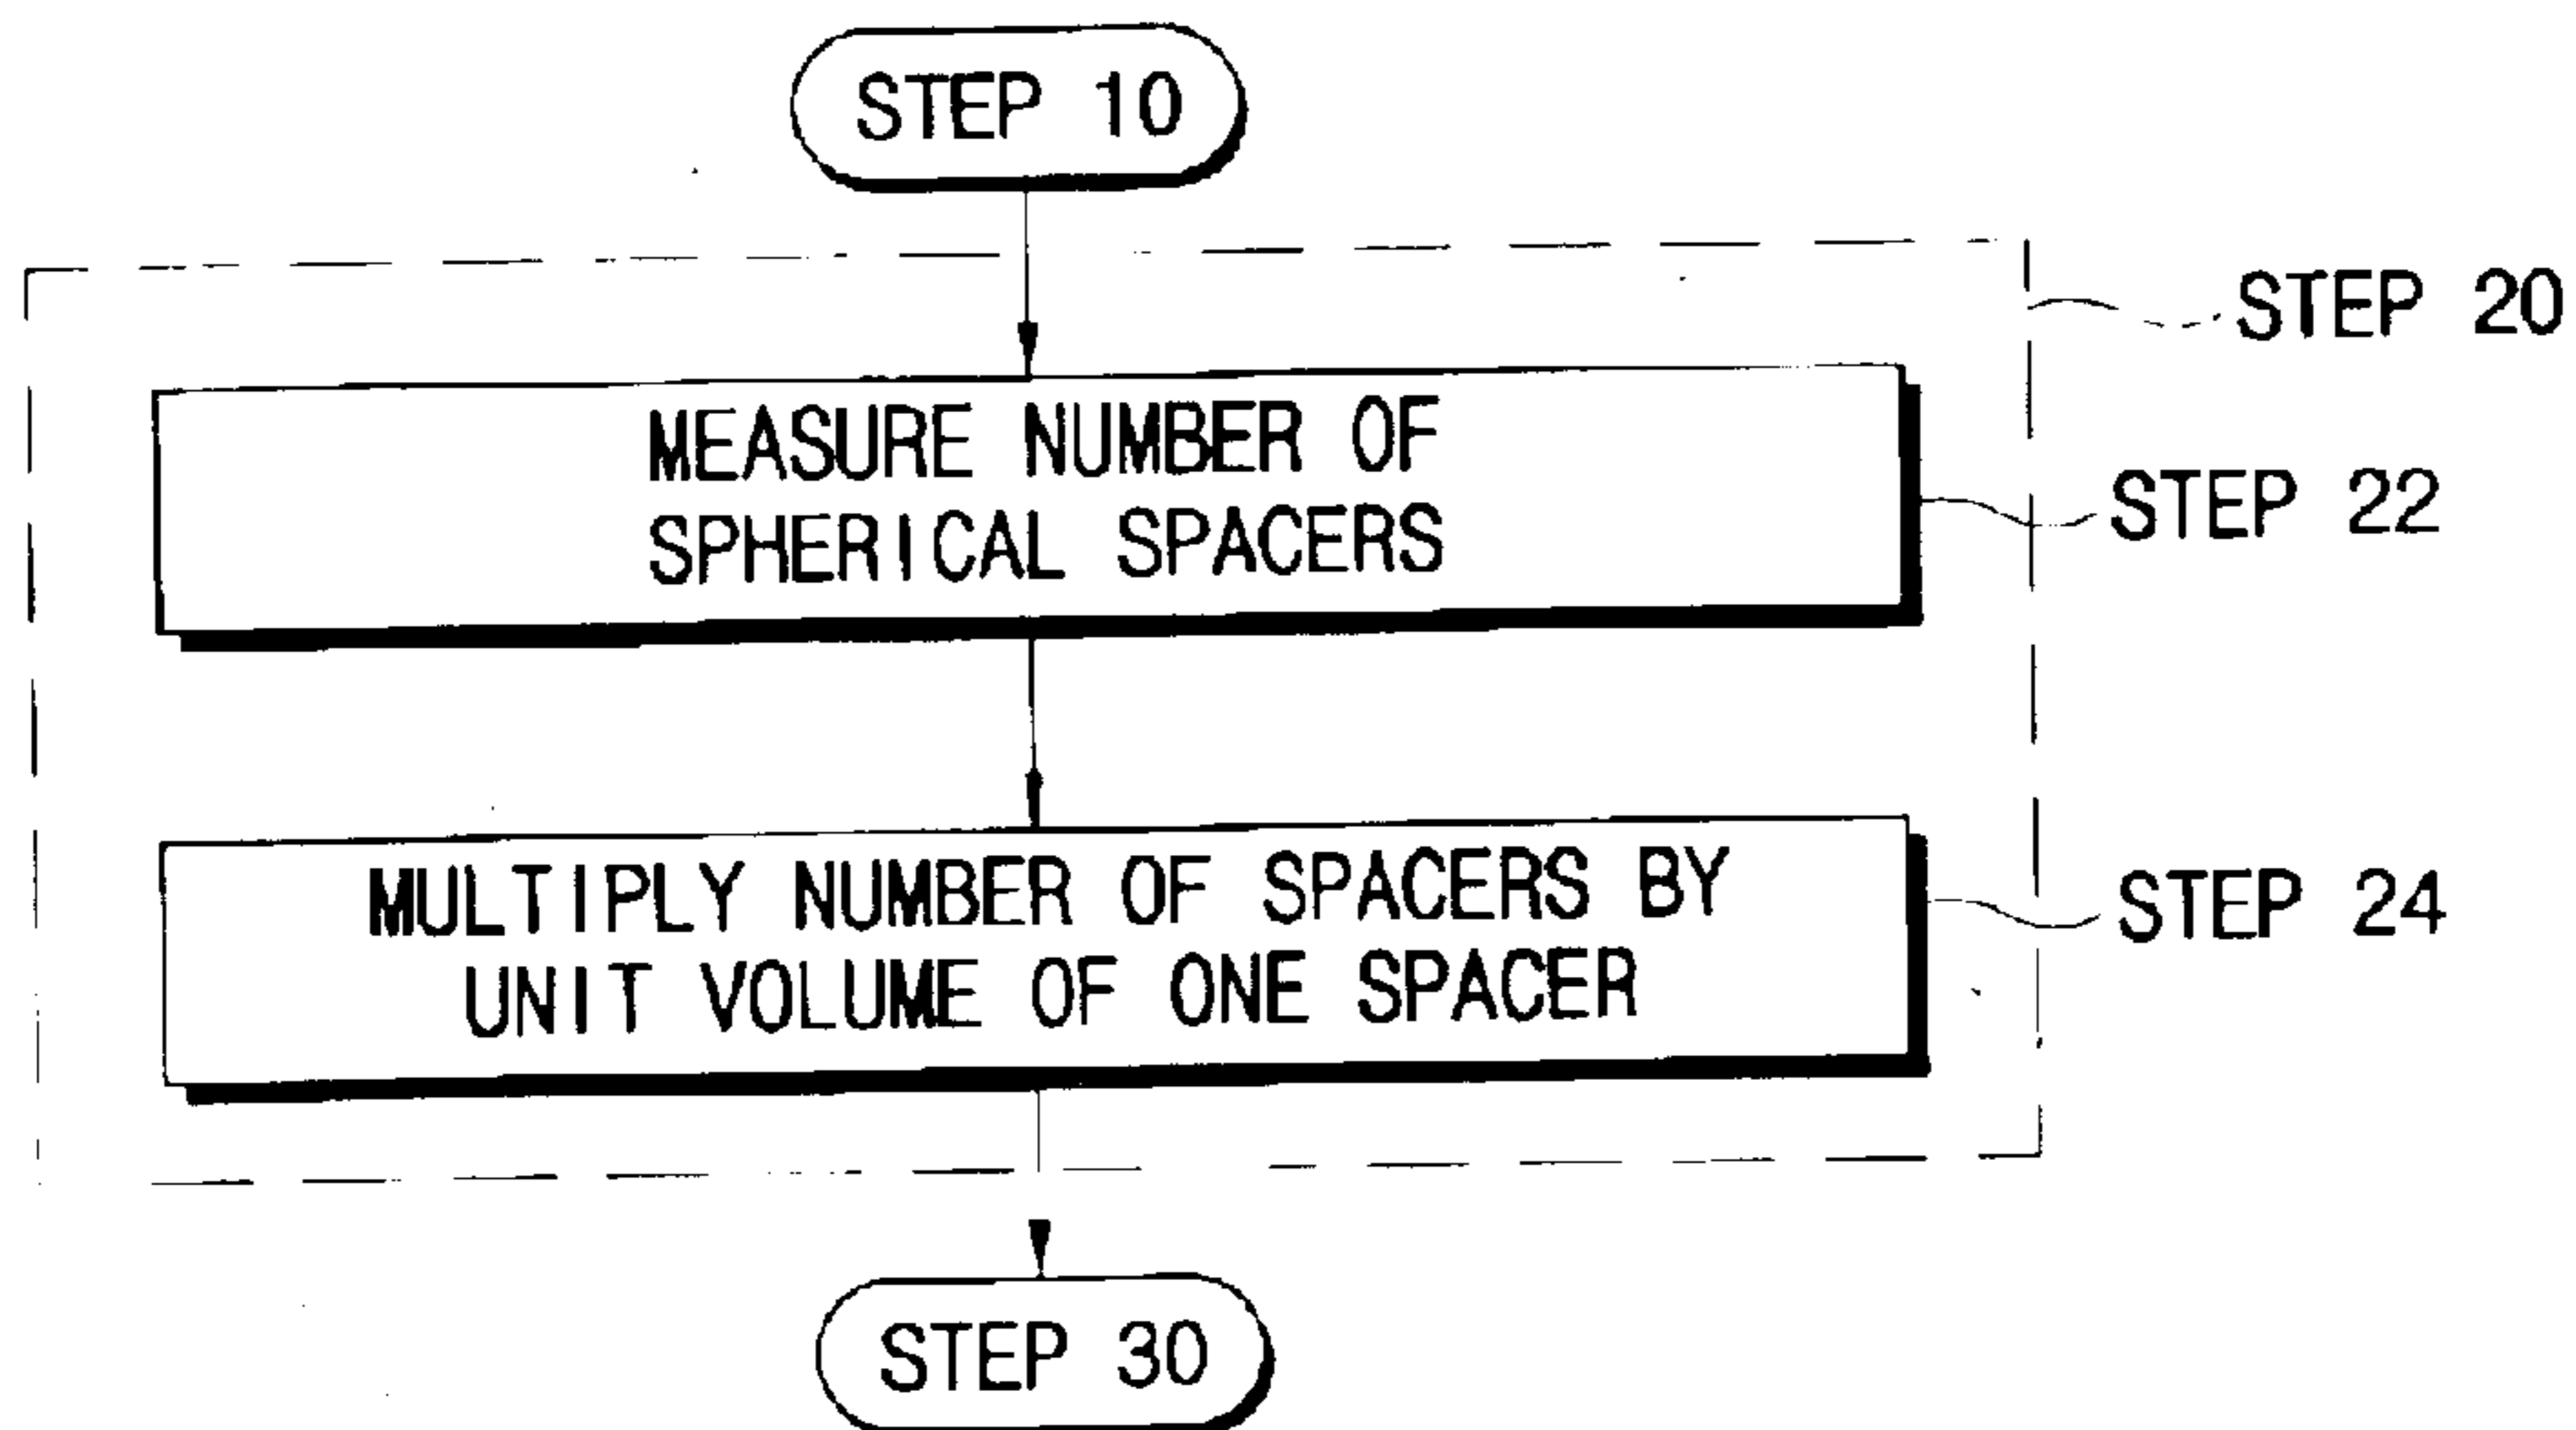 STEP 10
STEP 20
MEASURE NUMBER OF
SPHERICAL SPACERS
STEP 22
MULTIPLY NUMBER OF SPACERS BY
UNIT VOLUME OF ONE SPACER
STEP 24
STEP 30